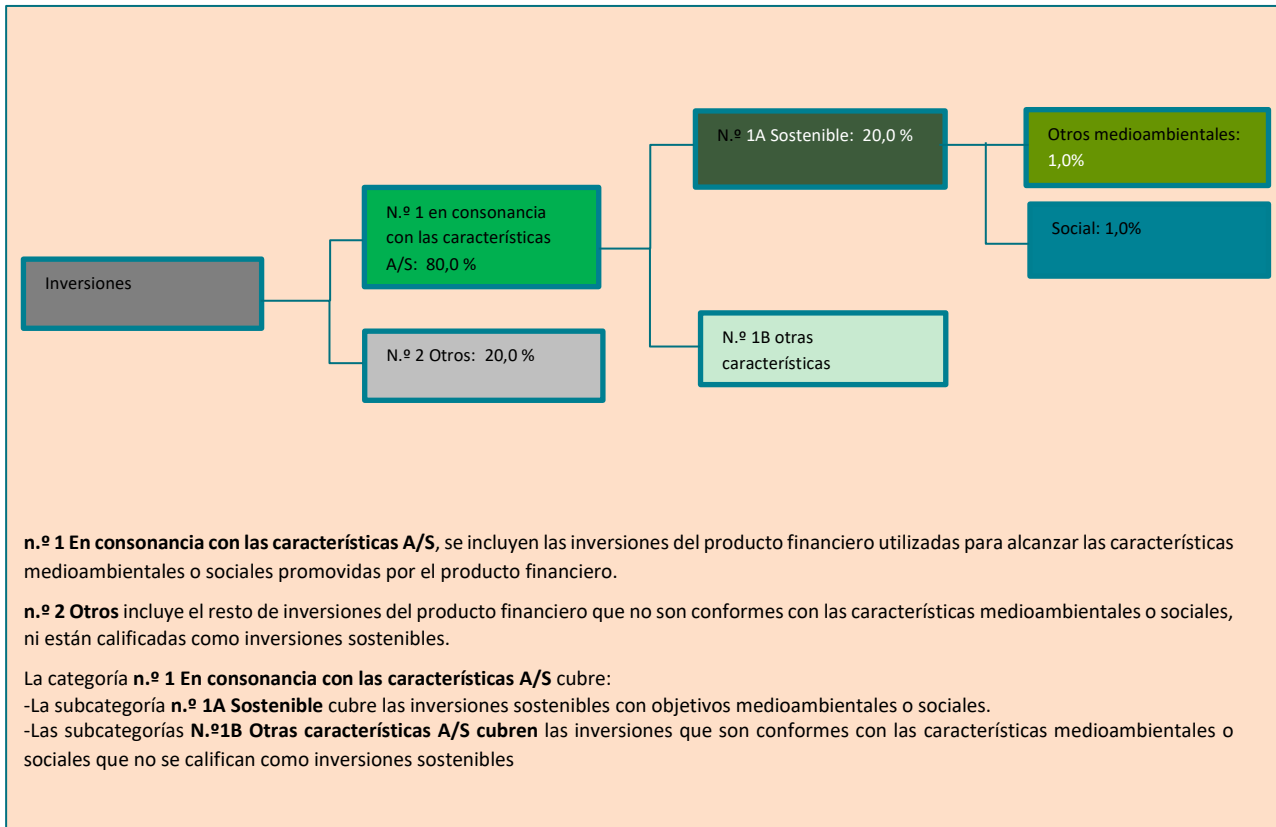 Inversiones
N.º 1 en consonancia
con las características
A/S:  80,0 %
N.º 2 Otros:  20,0 %
N.º 1A Sostenible:  20,0 %
N.º 1B otras
características
Otros medioambientales:
1,0%
Social: 1,0%
n.º 1 En consonancia con las características A/S, se incluyen las inversiones del producto financiero utilizadas para alcanzar las características
medioambientales o sociales promovidas por el producto financiero.
n.º 2 Otros incluye el resto de inversiones del producto financiero que no son conformes con las características medioambientales o sociales,
ni están calificadas como inversiones sostenibles.
La categoría n.º 1 En consonancia con las características A/S cubre:
-La subcategoría n.º 1A Sostenible cubre las inversiones sostenibles con objetivos medioambientales o sociales.
-Las subcategorías N.º1B Otras características A/S cubren las inversiones que son conformes con las características medioambientales o
sociales que no se califican como inversiones sostenibles